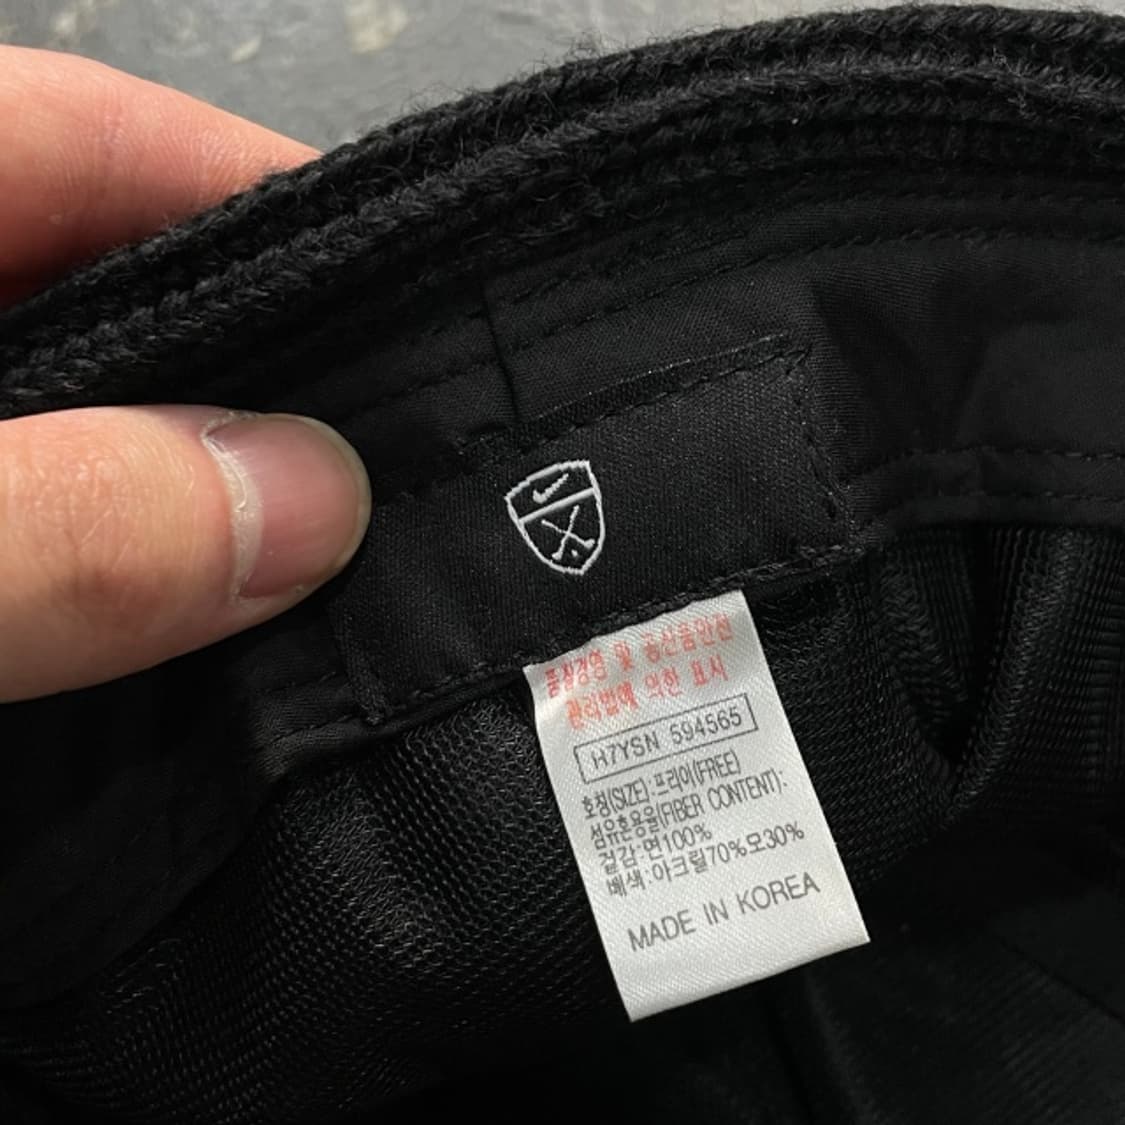 품질경영 및 공산품안전
관리법에 의한 표시
H7YSN 594565
호칭(SIZE):프리이(FREE)
섬유혼용율(FIBER CONTENT):
겉감:면100%
배색:아크릴70%모30%
MADE IN KOREA